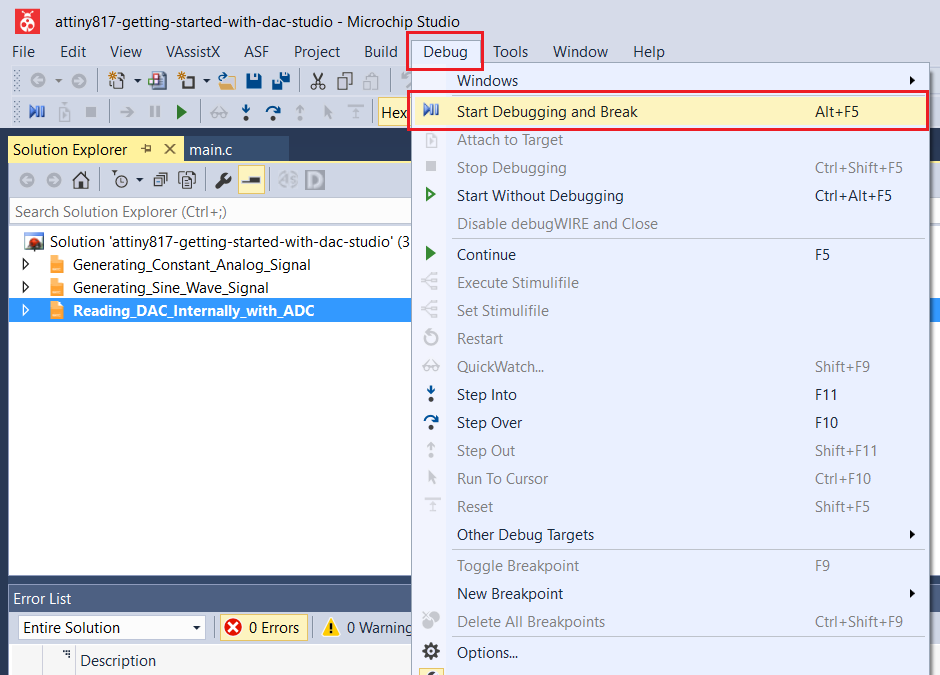 attiny817-getting-started-with-dac-studio - Microchip Studio
File Edit View VAssistX ASF Project Build Debug Tools Window Help
Hex
Solution Explorer
main.c
Search Solution Explorer (Ctrl+;)
Solution 'attiny817-getting-started-with-dac-studio' (3
Generating_Constant_Analog_Signal
Generating_Sine_Wave_Signal
Reading_DAC_Internally_with_ADC
Windows
Start Debugging and Break Alt+F5
Attach to Target
Stop Debugging Ctrl+Shift+F5
Start Without Debugging Ctrl+Alt+F5
Disable debugWIRE and Close
Continue F5
Execute Stimulifile
Set Stimulifile
Restart
QuickWatch... Shift+F9
Step Into F11
Step Over F10
Step Out Shift+F11
Run To Cursor Ctrl+F10
Reset Shift+F5
Other Debug Targets
Toggle Breakpoint F9
New Breakpoint
Delete All Breakpoints Ctrl+Shift+F9
Options...
Error List
Entire Solution
0 Errors
0 Warning
Description